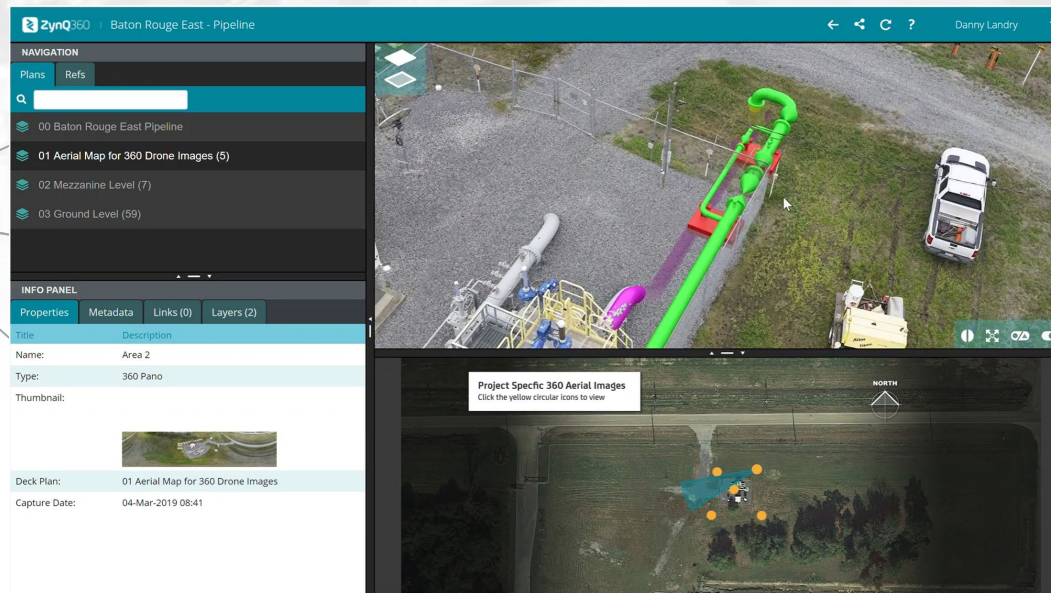 ZynQ360 | Baton Rouge East - Pipeline
? Danny Landry
NAVIGATION
Plans Refs
00 Baton Rouge East Pipeline
01 Aerial Map for 360 Drone Images (5)
02 Mezzanine Level (7)
03 Ground Level (59)
INFO PANEL
Properties Metadata Links (0) Layers (2)
Title Description
Name: Area 2
Type: 360 Pano
Thumbnail:
Deck Plan: 01 Aerial Map for 360 Drone Images
Capture Date: 04-Mar-2019 08:41
Project Specfic 360 Aerial Images
Click the yellow circular icons to view
NORTH